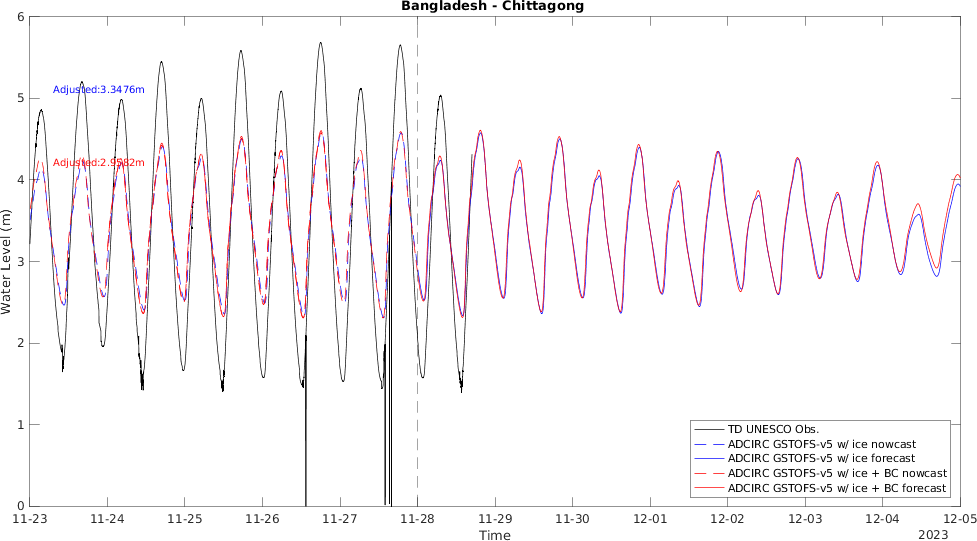 Bangladesh - Chittagong
6
5
4
3
2
1
0
Water Level (m)
Adjusted:3.3476m
Adjusted:2.9582m
TD UNESCO Obs.
ADCIRC GSTOFS-v5 w/ ice nowcast
ADCIRC GSTOFS-v5 w/ ice forecast
ADCIRC GSTOFS-v5 w/ ice + BC nowcast
ADCIRC GSTOFS-v5 w/ ice + BC forecast
11-23 11-24 11-25 11-26 11-27 11-28 11-29 11-30 12-01 12-02 12-03 12-04 12-05
Time
2023